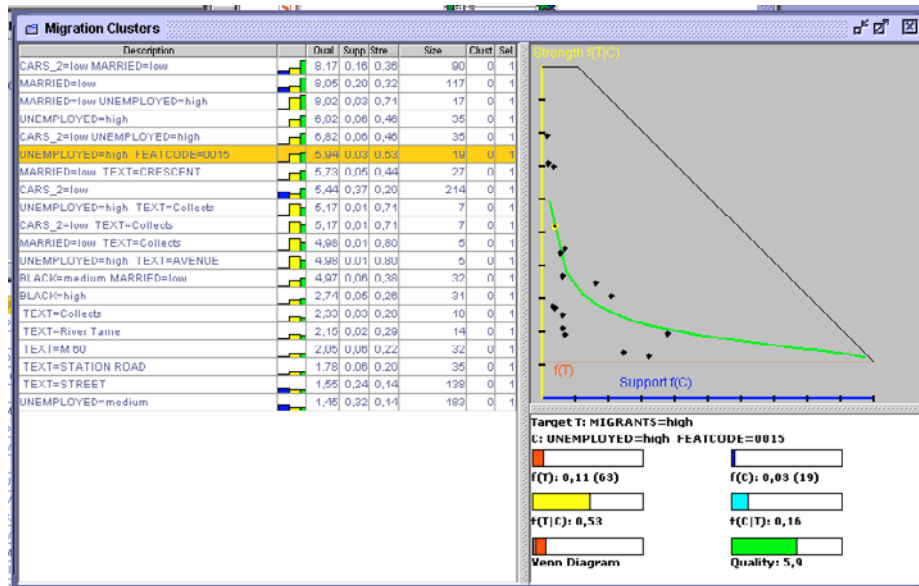 Migration Clusters
Description Qual Supp Stre... Size Clust Sel
CARS_2=low MARRIED=low 8,17 0,16 0,36 90 0 1
MARRIED=low 8,05 0,20 0,32 117 0 1
MARRIED=low UNEMPLOYED=high 8,02 0,03 0,71 17 0 1
UNEMPLOYED=high 6,02 0,06 0,46 35 0 1
CARS_2=low UNEMPLOYED=high 6,82 0,06 0,46 35 0 1
UNEMPLOYED=high FEATCODE=0015 5,94 0,03 0,53 19 0 1
MARRIED=low TEXT=CRESCENT 5,73 0,05 0,44 27 0 1
CARS_2=low 5,44 0,37 0,20 214 0 1
UNEMPLOYED=high TEXT=Collects 5,17 0,01 0,71 7 0 1
CARS_2=low TEXT=Collects 5,17 0,01 0,71 7 0 1
MARRIED=low TEXT=Collects 4,98 0,01 0,80 5 0 1
UNEMPLOYED=high TEXT=AVENUE 4,98 0,01 0,80 5 0 1
BLACK=medium MARRIED=low 4,97 0,06 0,38 32 0 1
BLACK=high 2,74 0,05 0,26 31 0 1
TEXT=Collects 2,33 0,03 0,20 18 0 1
TEXT=River Tame 2,15 0,02 0,29 14 0 1
TEXT=M 60 2,05 0,06 0,22 32 0 1
TEXT=STATION ROAD 1,78 0,06 0,20 35 0 1
TEXT=STREET 1,55 0,24 0,14 138 0 1
UNEMPLOYED=medium 1,45 0,32 0,14 183 0 1
Strength f(T|C)
f(T)
Support f(C)
Target T: MIGRANTS=high
C: UNEMPLOYED=high FEATCODE=0015
f(T): 0,11 (63) f(C): 0,03 (19)
f(T|C): 0,53 f(C|T): 0,16
Venn Diagram Quality: 5,9